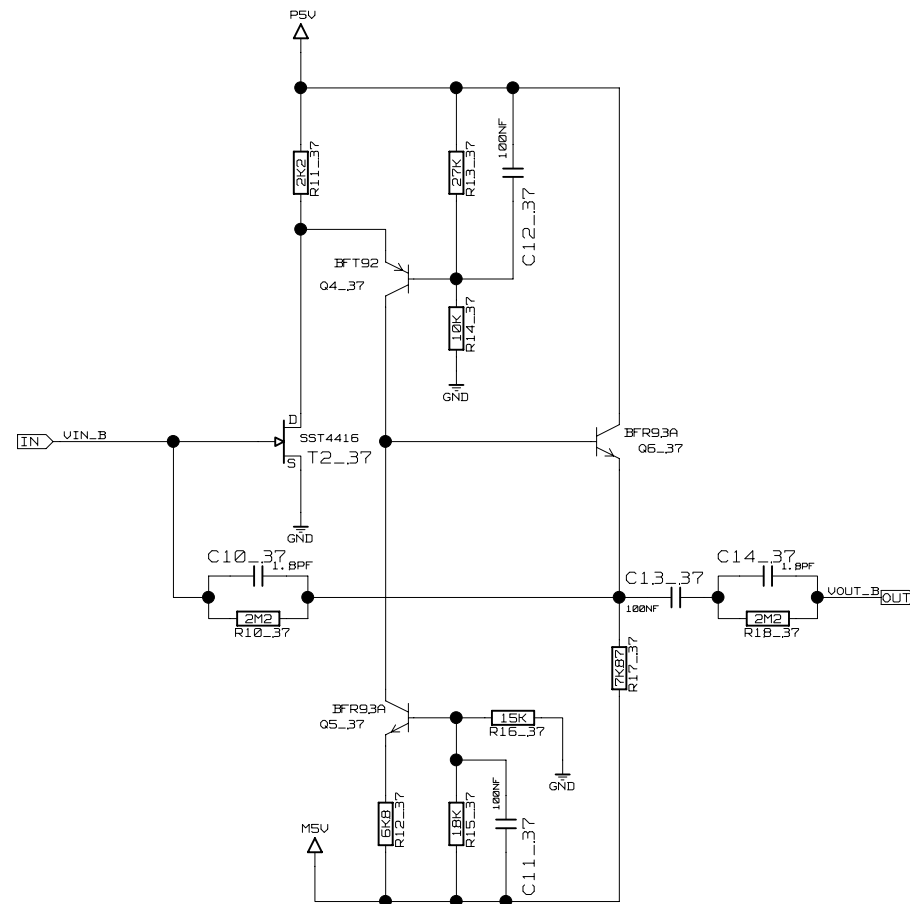 P5V
2K2
R11_37
27K
R13_37
100NF
C12_37
BFT92
Q4_37
10K
R14_37
GND
IN
VIN_B
D
SST4416
S
T2_37
GND
BFR93A
Q6_37
C10_37
1.8PF
2M2
R10_37
C13_37
100NF
C14_37
1.8PF
2M2
R18_37
VOUT_B
OUT
7K87
R17_37
BFR93A
Q5_37
15K
R16_37
GND
6K8
R12_37
18K
R15_37
100NF
C11_37
M5V